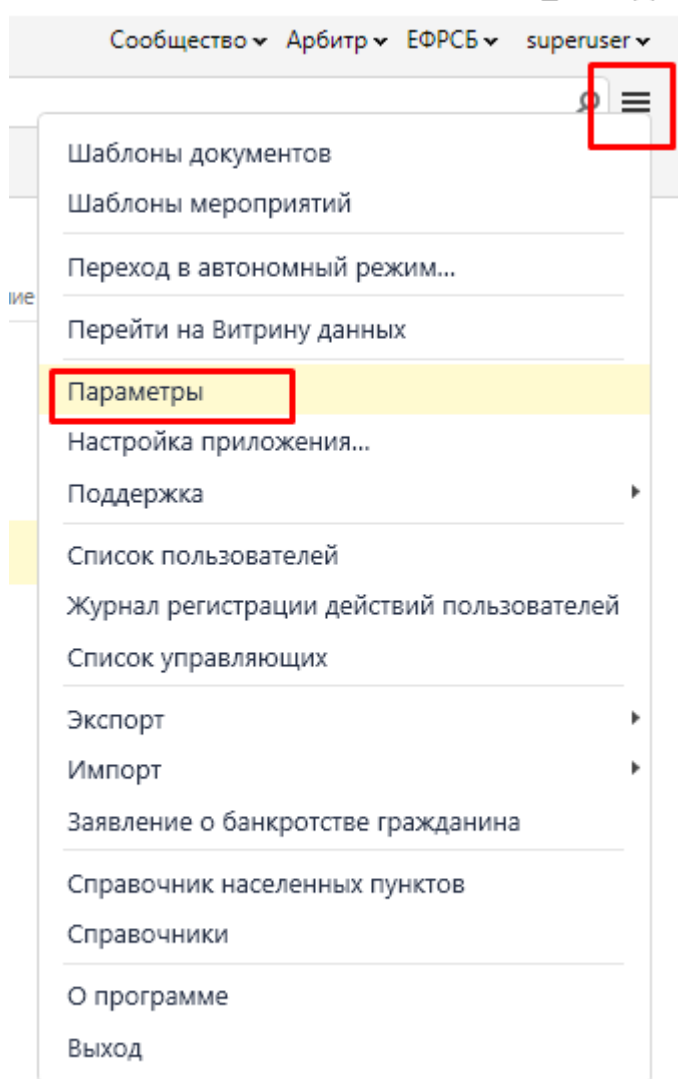 Сообщество Арбитр ЕФРСБ superuser
Шаблоны документов
Шаблоны мероприятий
Переход в автономный режим...
Перейти на Витрину данных
Параметры
Настройка приложения...
Поддержка
Список пользователей
Журнал регистрации действий пользователей
Список управляющих
Экспорт
Импорт
Заявление о банкротстве гражданина
Справочник населенных пунктов
Справочники
О программе
Выход